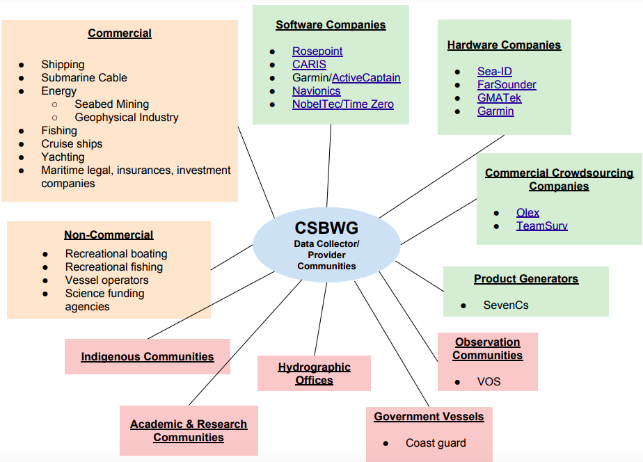 Commercial
● Shipping
● Submarine Cable
● Energy
○ Seabed Mining
○ Geophysical Industry
● Fishing
● Cruise ships
● Yachting
● Maritime legal, insurances, investment
companies
Software Companies
● Rosepoint
● CARIS
● Garmin/ActiveCaptain
● Navionics
● NobelTec/Time Zero
Hardware Companies
● Sea-ID
● FarSounder
● GMATek
● Garmin
Commercial Crowdsourcing
Companies
● Olex
● TeamSurv
CSBWG
Data Collector/
Provider
Communities
Non-Commercial
● Recreational boating
● Recreational fishing
● Vessel operators
● Science funding
agencies
Product Generators
● SevenCs
Indigenous Communities
Hydrographic
Offices
Observation
Communities
● VOS
Academic & Research
Communities
Government Vessels
● Coast guard